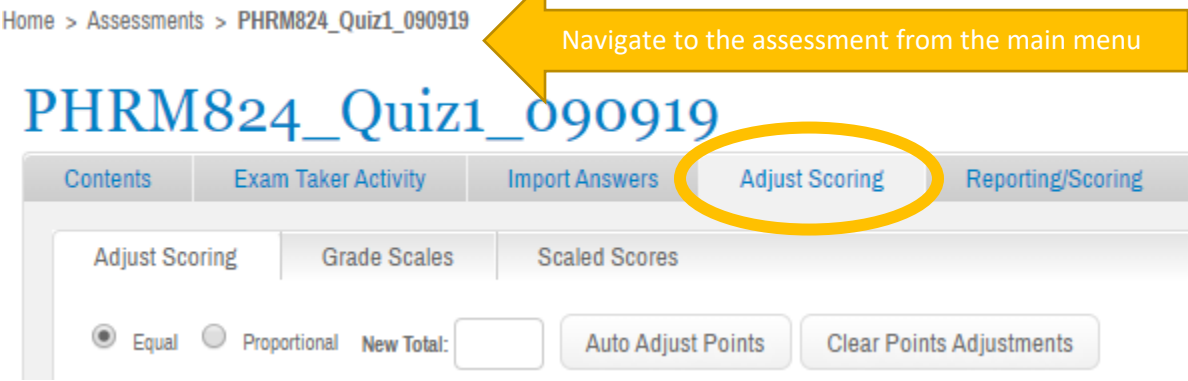 Home > Assessments > PHRM824_Quiz1_090919
Navigate to the assessment from the main menu
PHRM824_Quiz1_090919
Contents Exam Taker Activity Import Answers Adjust Scoring Reporting/Scoring
Adjust Scoring Grade Scales Scaled Scores
Equal Proportional New Total: Auto Adjust Points Clear Points Adjustments